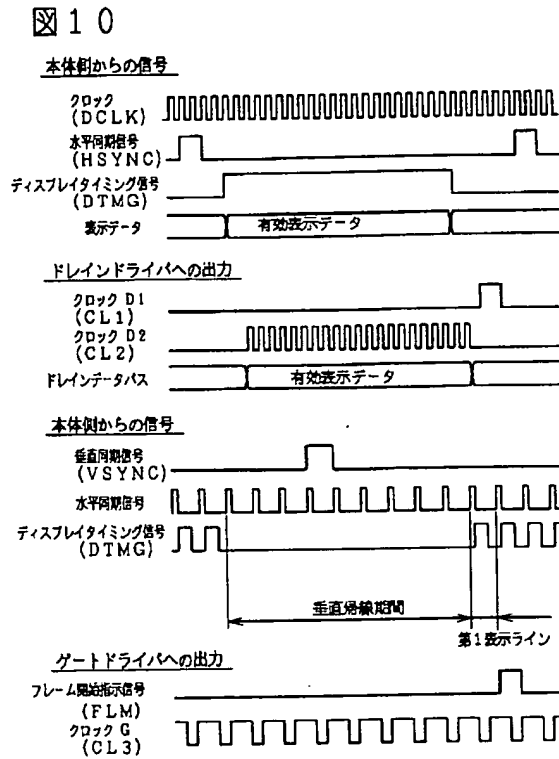 図10
本体側からの信号
クロック
(DCLK)
水平同期信号
(HSYNC)
ディスプレイタイミング信号
(DTMG)
表示データ
有効表示データ
ドレインドライバへの出力
クロック D1
(CL1)
クロック D2
(CL2)
ドレインデータバス
有効表示データ
本体側からの信号
垂直同期信号
(VSYNC)
水平同期信号
ディスプレイタイミング信号
(DTMG)
垂直帰線期間
第1表示ライン
ゲートドライバへの出力
フレーム開始指示信号
(FLM)
クロック G
(CL3)